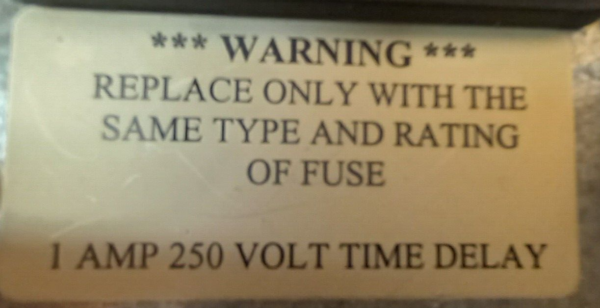 *** WARNING ***
REPLACE ONLY WITH THE
SAME TYPE AND RATING
OF FUSE
1 AMP 250 VOLT TIME DELAY